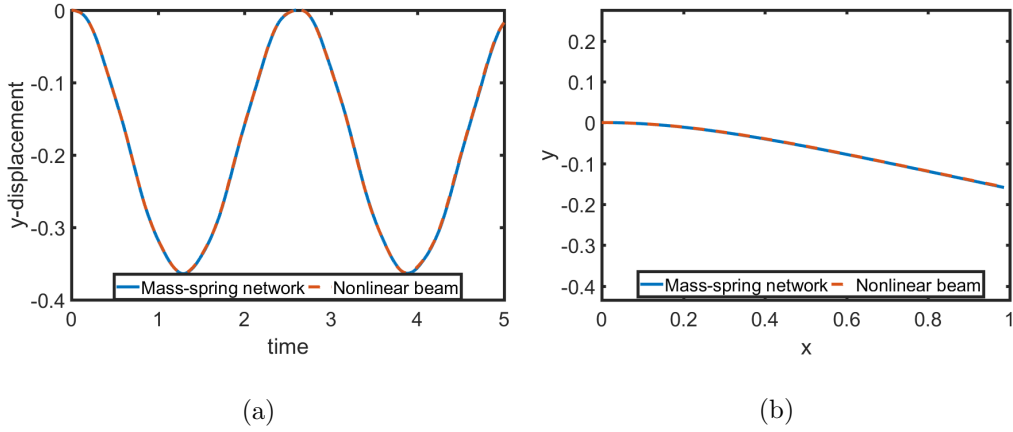 0
-0.1
-0.2
-0.3
-0.4
y-displacement
0 1 2 3 4 5
time
Mass-spring network Nonlinear beam
(a)
0.2
0.1
0
-0.1
-0.2
-0.3
-0.4
y
0 0.2 0.4 0.6 0.8 1
x
Mass-spring network Nonlinear beam
(b)